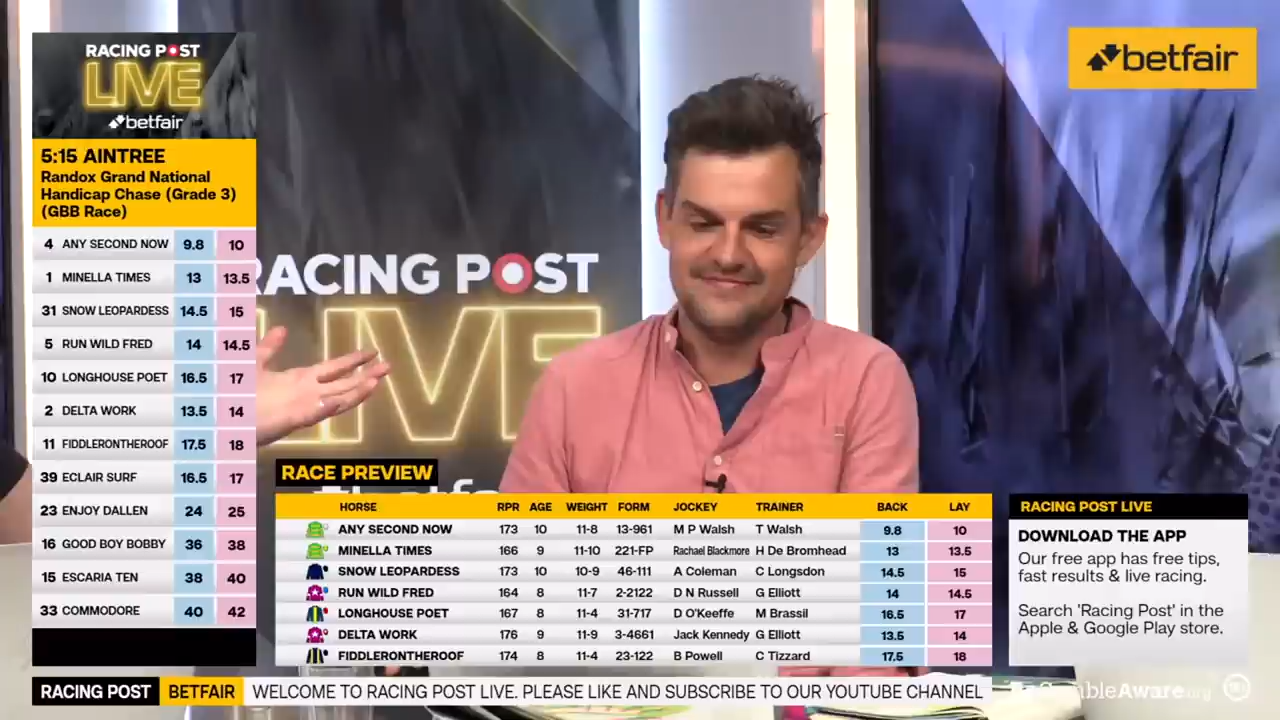 RACING POST
LIVE
betfair
5:15 AINTREE
Randox Grand National
Handicap Chase (Grade 3)
(GBB Race)
4 ANY SECOND NOW 9.8 10
1 MINELLA TIMES 13 13.5
31 SNOW LEOPARDESS 14.5 15
5 RUN WILD FRED 14 14.5
10 LONGHOUSE POET 16.5 17
2 DELTA WORK 13.5 14
11 FIDDLERONTHEROOF 17.5 18
39 ECLAIR SURF 16.5 17
23 ENJOY DALLEN 24 25
16 GOOD BOY BOBBY 36 38
15 ESCARIA TEN 38 40
33 COMMODORE 40 42
betfair
RACING POST
LIVE
RACE PREVIEW
HORSE RPR AGE WEIGHT FORM JOCKEY TRAINER BACK LAY
ANY SECOND NOW 173 10 11-8 13-961 M P Walsh T Walsh 9.8 10
MINELLA TIMES 166 9 11-10 221-FP Rachael Blackmore H De Bromhead 13 13.5
SNOW LEOPARDESS 173 10 10-9 46-111 A Coleman C Longsdon 14.5 15
RUN WILD FRED 164 8 11-7 2-2122 D N Russell G Elliott 14 14.5
LONGHOUSE POET 167 8 11-4 31-717 D O'Keeffe M Brassil 16.5 17
DELTA WORK 176 9 11-9 3-4661 Jack Kennedy G Elliott 13.5 14
FIDDLERONTHEROOF 174 8 11-4 23-122 B Powell C Tizzard 17.5 18
RACING POST LIVE
DOWNLOAD THE APP
Our free app has free tips,
fast results & live racing.
Search 'Racing Post' in the
Apple & Google Play store.
RACING POST BETFAIR WELCOME TO RACING POST LIVE. PLEASE LIKE AND SUBSCRIBE TO OUR YOUTUBE CHANNEL